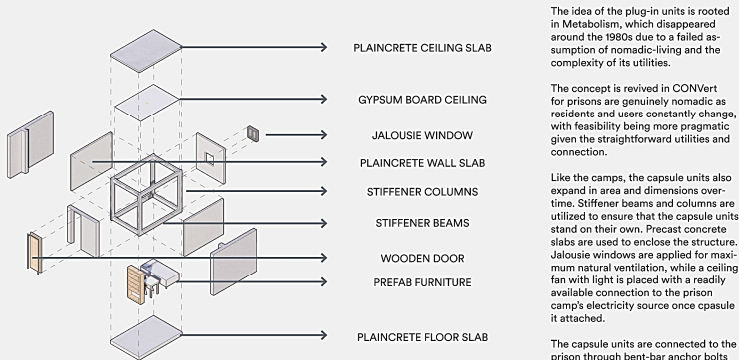 PLAINCRETE CEILING SLAB
GYPSUM BOARD CEILING
JALOUSIE WINDOW
PLAINCRETE WALL SLAB
STIFFENER COLUMNS
STIFFENER BEAMS
WOODEN DOOR
PREFAB FURNITURE
PLAINCRETE FLOOR SLAB
The idea of the plug-in units is rooted
in Metabolism, which disappeared
around the 1980s due to a failed as-
sumption of nomadic-living and the
complexity of its utilities.
The concept is revived in CONVert
for prisons are genuinely nomadic as
residents and users constantly change,
with feasibility being more pragmatic
given the straightforward utilities and
connection.
Like the camps, the capsule units also
expand in area and dimensions over-
time. Stiffener beams and columns are
utilized to ensure that the capsule units
stand on their own. Precast concrete
slabs are used to enclose the structure.
Jalousie windows are applied for maxi-
mum natural ventilation, while a ceiling
fan with light is placed with a readily
available connection to the prison
camp's electricity source once cpasule
it attached.
The capsule units are connected to the
prison through bent-bar anchor bolts